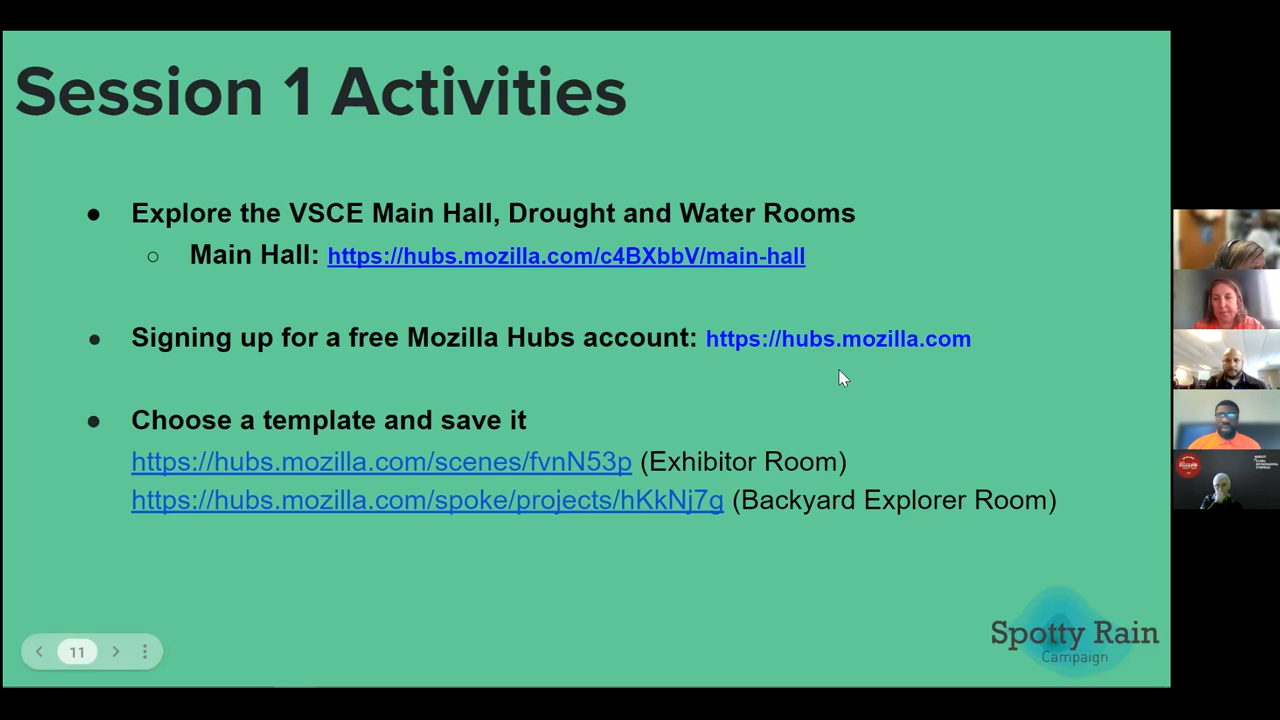 Session 1 Activities
● Explore the VSCE Main Hall, Drought and Water Rooms
○ Main Hall: https://hubs.mozilla.com/c4BXbbV/main-hall
● Signing up for a free Mozilla Hubs account: https://hubs.mozilla.com
● Choose a template and save it
https://hubs.mozilla.com/scenes/fvnN53p (Exhibitor Room)
https://hubs.mozilla.com/spoke/projects/hKkNj7g (Backyard Explorer Room)
11
Spotty Rain
Campaign